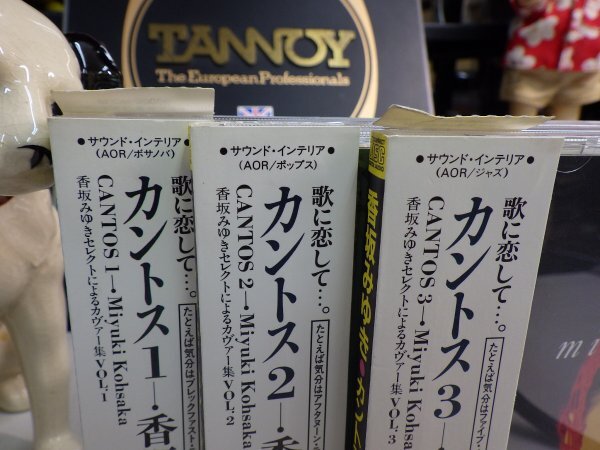 TANNOY
The European Professionals
● サウンド・インテリア ●
(AOR/ボサノバ)
歌に恋して…。
カントス1─・香
CANTOS 1─・Miyuki Kohsaka
香坂みゆきセレクトによるカヴァー集 VOL.1
たとえば気分はブレックファスト・
● サウンド・インテリア ●
(AOR/ポップス)
歌に恋して…。
カントス2─・香
CANTOS 2─・Miyuki Kohsaka
香坂みゆきセレクトによるカヴァー集 VOL.2
たとえば気分はアフタヌーン・
● サウンド・インテリア ●
(AOR/ジャズ)
歌に恋して…。
カントス3─・
CANTOS 3─・Miyuki Kohsaka
香坂みゆきセレクトによるカヴァー集 VOL.3
たとえば気分はファイブ・
香坂みゆき●カント
mi